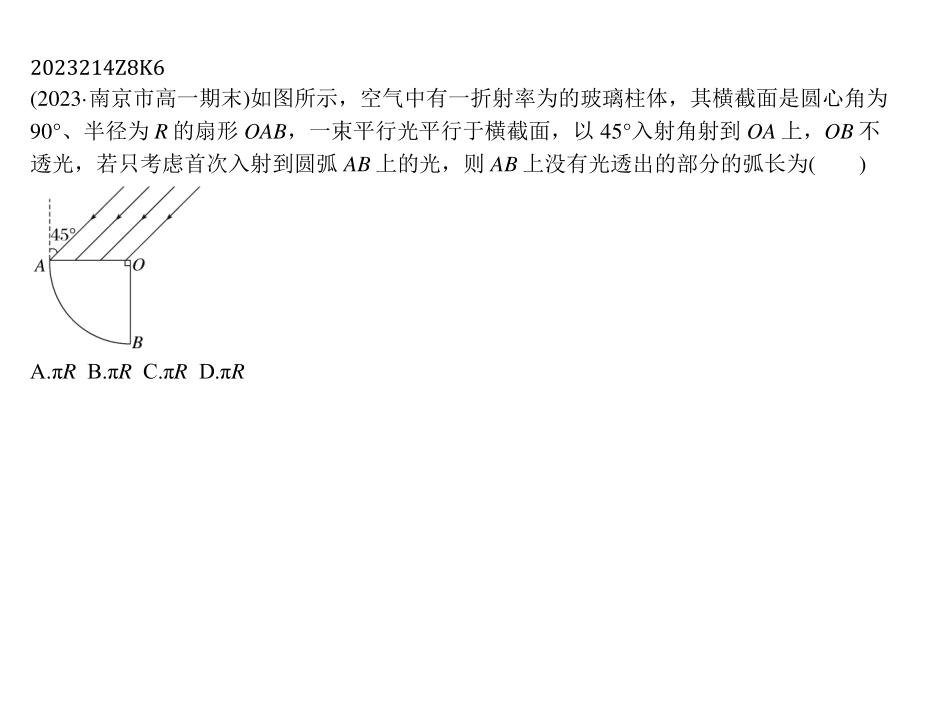 2023214Z8K6
(2023·南京市高一期末)如图所示，空气中有一折射率为的玻璃柱体，其横截面是圆心角为
90°、半径为 R 的扇形 OAB，一束平行光平行于横截面，以 45°入射角射到 OA 上，OB 不
透光，若只考虑首次入射到圆弧 AB 上的光，则 AB 上没有光透出的部分的弧长为(　　)
45°
A
O
B
A.πR B.πR C.πR D.πR